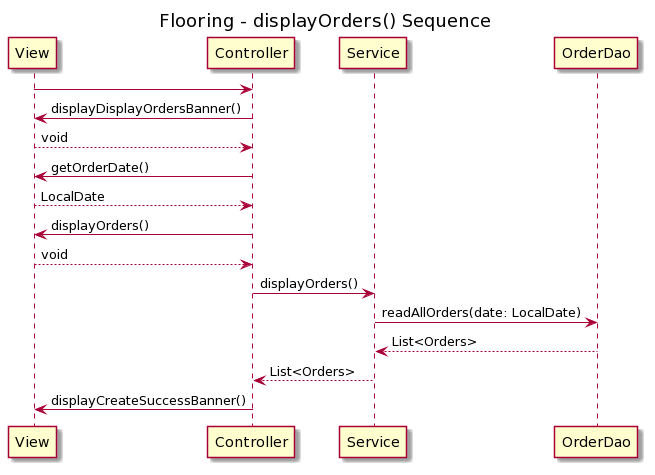 Flooring - displayOrders() Sequence
View Controller Service OrderDao
displayDisplayOrdersBanner()
void
getOrderDate()
LocalDate
displayOrders()
void
displayOrders()
readAllOrders(date: LocalDate)
List<Orders>
List<Orders>
displayCreateSuccessBanner()
View Controller Service OrderDao